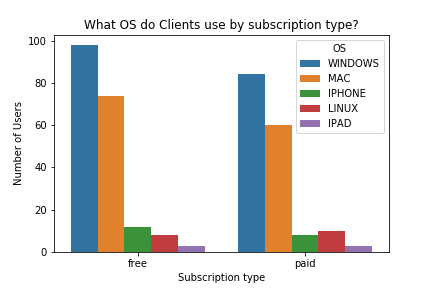 What OS do Clients use by subscription type?
100
80
60
40
20
0
Number of Users
OS
WINDOWS
MAC
IPHONE
LINUX
IPAD
free
paid
Subscription type